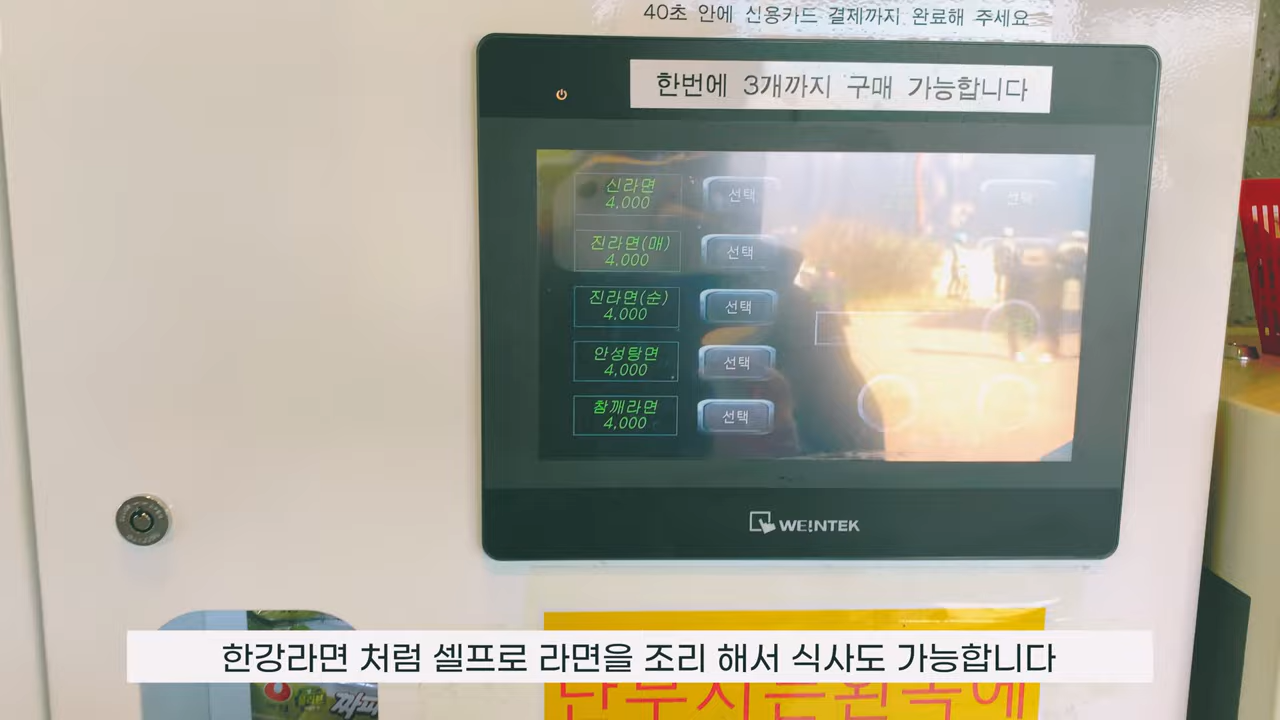 40초 안에 신용카드 결제까지 완료해 주세요
한번에 3개까지 구매 가능합니다
신라면
4,000
선택
선택
진라면(매)
4,000
선택
진라면(순)
4,000
선택
안성탕면
4,000
선택
참깨라면
4,000
선택
WEINTEK
한강라면 처럼 셀프로 라면을 조리 해서 식사도 가능합니다